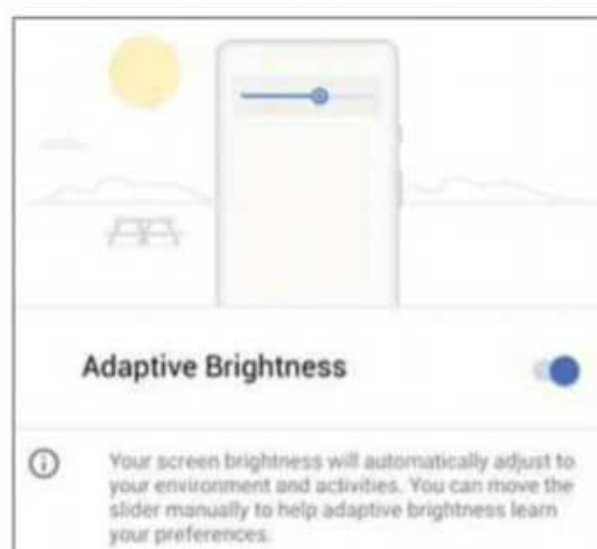 Adaptive Brightness
Your screen brightness will automatically adjust to
your environment and activities. You can move the
slider manually to help adaptive brightness learn
your preferences.